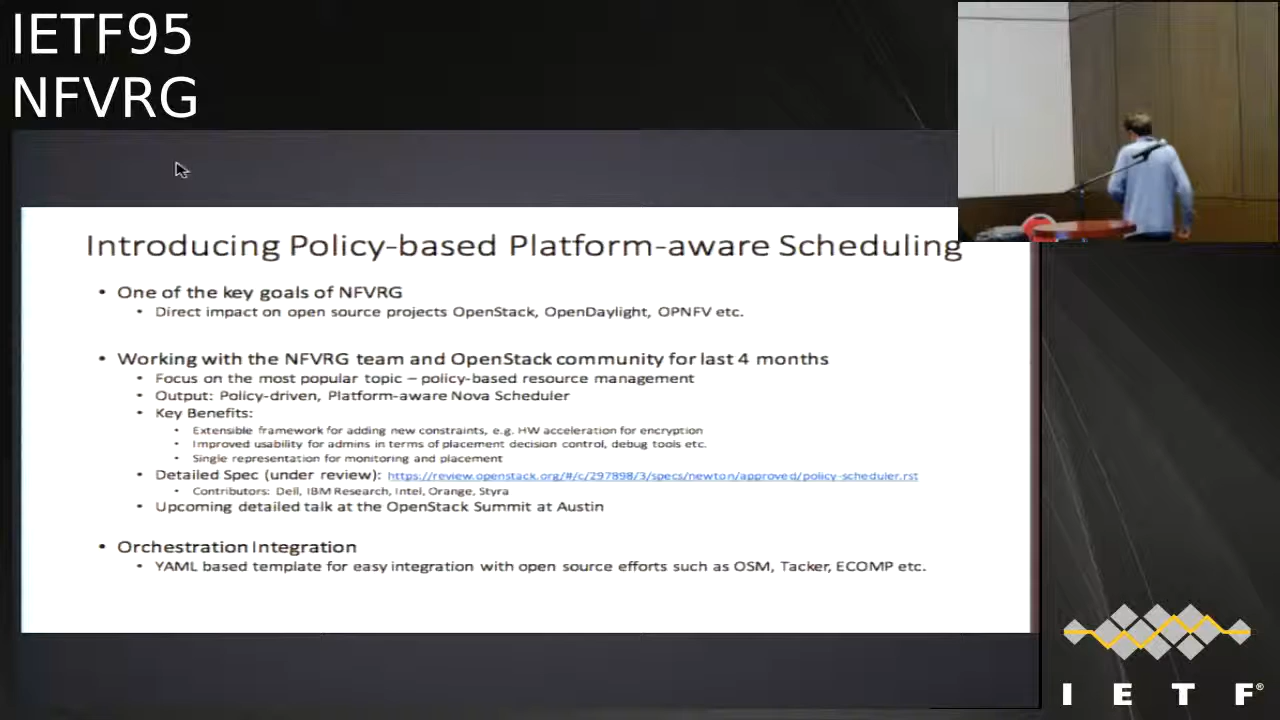 IETF95
NFVRG
Introducing Policy-based Platform-aware Scheduling
• One of the key goals of NFVRG
• Direct impact on open source projects OpenStack, OpenDaylight, OPNFV etc.
• Working with the NFVRG team and OpenStack community for last 4 months
• Focus on the most popular topic – policy-based resource management
• Output: Policy-driven, Platform-aware Nova Scheduler
• Key Benefits:
• Extensible framework for adding new constraints, e.g. HW acceleration for encryption
• Improved usability for admins in terms of placement decision control, debug tools etc.
• Single representation for monitoring and placement
• Detailed Spec (under review): https://review.openstack.org/#/c/297898/3/specs/newton/approved/policy-scheduler.rst
• Contributors: Dell, IBM Research, Intel, Orange, Styra
• Upcoming detailed talk at the OpenStack Summit at Austin
• Orchestration Integration
• YAML based template for easy integration with open source efforts such as OSM, Tacker, ECOMP etc.
I E T F®